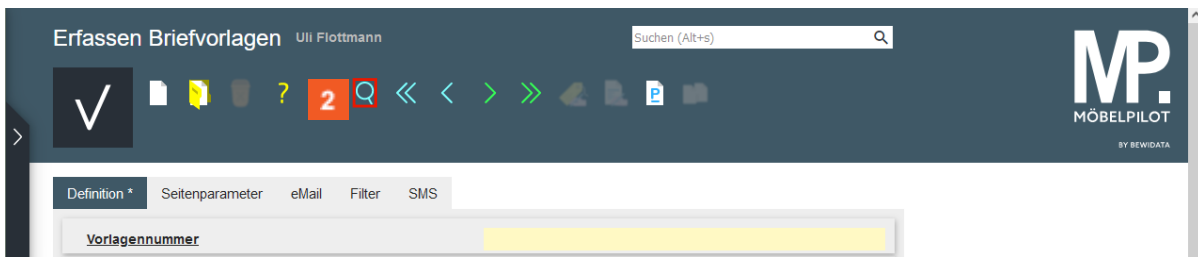 Erfassen Briefvorlagen Uli Flottmann
Suchen (Alt+s)
MP.
MÖBELPILOT
BY BEWIDATA
? 2
P
Definition * Seitenparameter eMail Filter SMS
Vorlagennummer